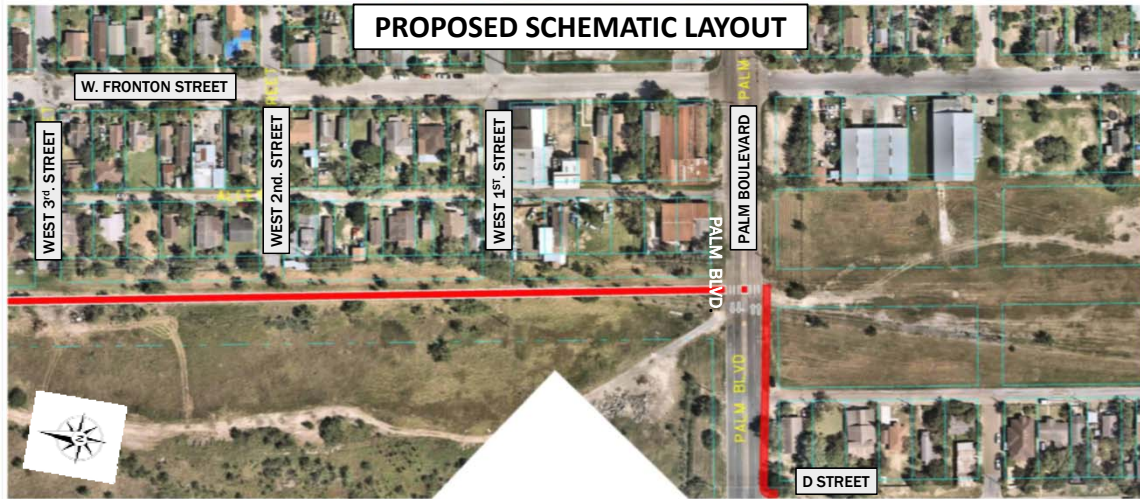 PROPOSED SCHEMATIC LAYOUT
PALM
W. FRONTON STREET
WEST 3rd. STREET
WEST 2nd. STREET
WEST 1ST. STREET
PALM BOULEVARD
PALM BLVD.
PALM BLVD
D STREET
N